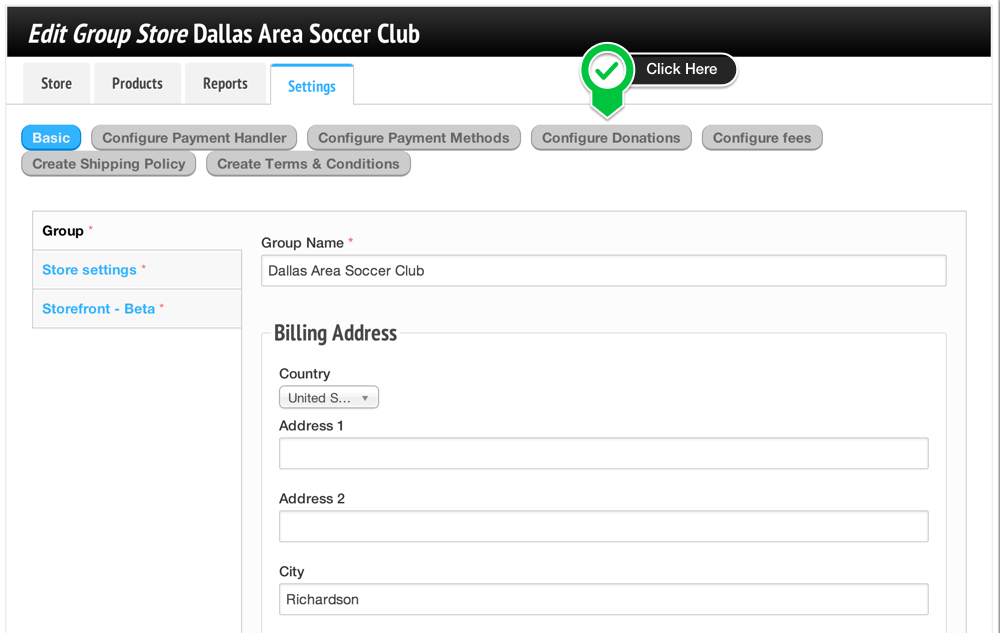 Edit Group Store Dallas Area Soccer Club
Click Here
Store Products Reports Settings
Basic Configure Payment Handler Configure Payment Methods Configure Donations Configure fees
Create Shipping Policy Create Terms & Conditions
Group *
Group Name *
Store settings *
Dallas Area Soccer Club
Storefront - Beta *
Billing Address
Country
United S...
Address 1
Address 2
City
Richardson